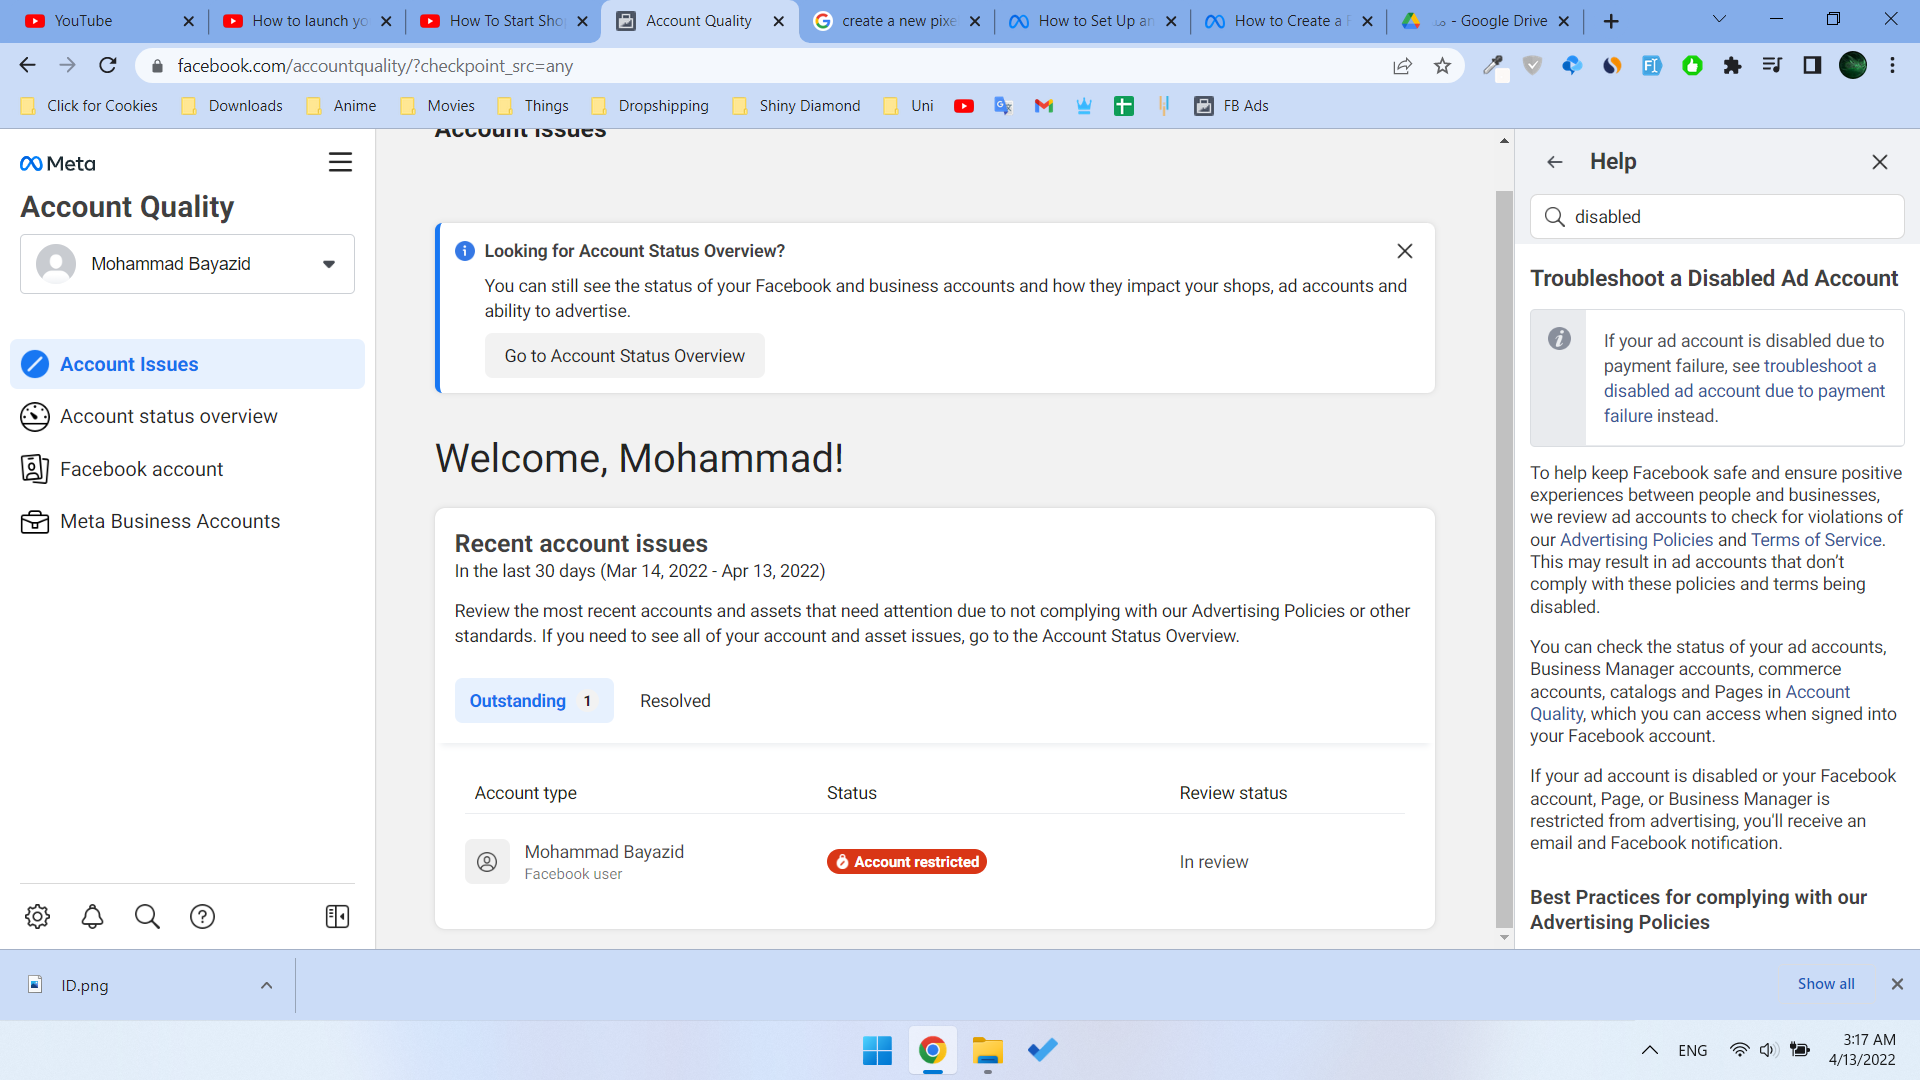 YouTube
How to launch yo
How To Start Sho
Account Quality
create a new pixe
How to Set Up an
How to Create a F
Google Drive
facebook.com/accountquality/?checkpoint_src=any
Click for Cookies
Downloads
Anime
Movies
Things
Dropshipping
Shiny Diamond
Uni
FB Ads
Meta
Account Quality
Mohammad Bayazid
Account Issues
Account status overview
Facebook account
Meta Business Accounts
Account Issues
Looking for Account Status Overview?
You can still see the status of your Facebook and business accounts and how they impact your shops, ad accounts and
ability to advertise.
Go to Account Status Overview
Welcome, Mohammad!
Recent account issues
In the last 30 days (Mar 14, 2022 - Apr 13, 2022)
Review the most recent accounts and assets that need attention due to not complying with our Advertising Policies or other
standards. If you need to see all of your account and asset issues, go to the Account Status Overview.
Outstanding 1
Resolved
Account type
Status
Review status
Mohammad Bayazid
Facebook user
Account restricted
In review
Help
disabled
Troubleshoot a Disabled Ad Account
If your ad account is disabled due to
payment failure, see troubleshoot a
disabled ad account due to payment
failure instead.
To help keep Facebook safe and ensure positive
experiences between people and businesses,
we review ad accounts to check for violations of
our Advertising Policies and Terms of Service.
This may result in ad accounts that don't
comply with these policies and terms being
disabled.
You can check the status of your ad accounts,
Business Manager accounts, commerce
accounts, catalogs and Pages in Account
Quality, which you can access when signed into
your Facebook account.
If your ad account is disabled or your Facebook
account, Page, or Business Manager is
restricted from advertising, you'll receive an
email and Facebook notification.
Best Practices for complying with our
Advertising Policies
ID.png
Show all
ENG
3:17 AM
4/13/2022